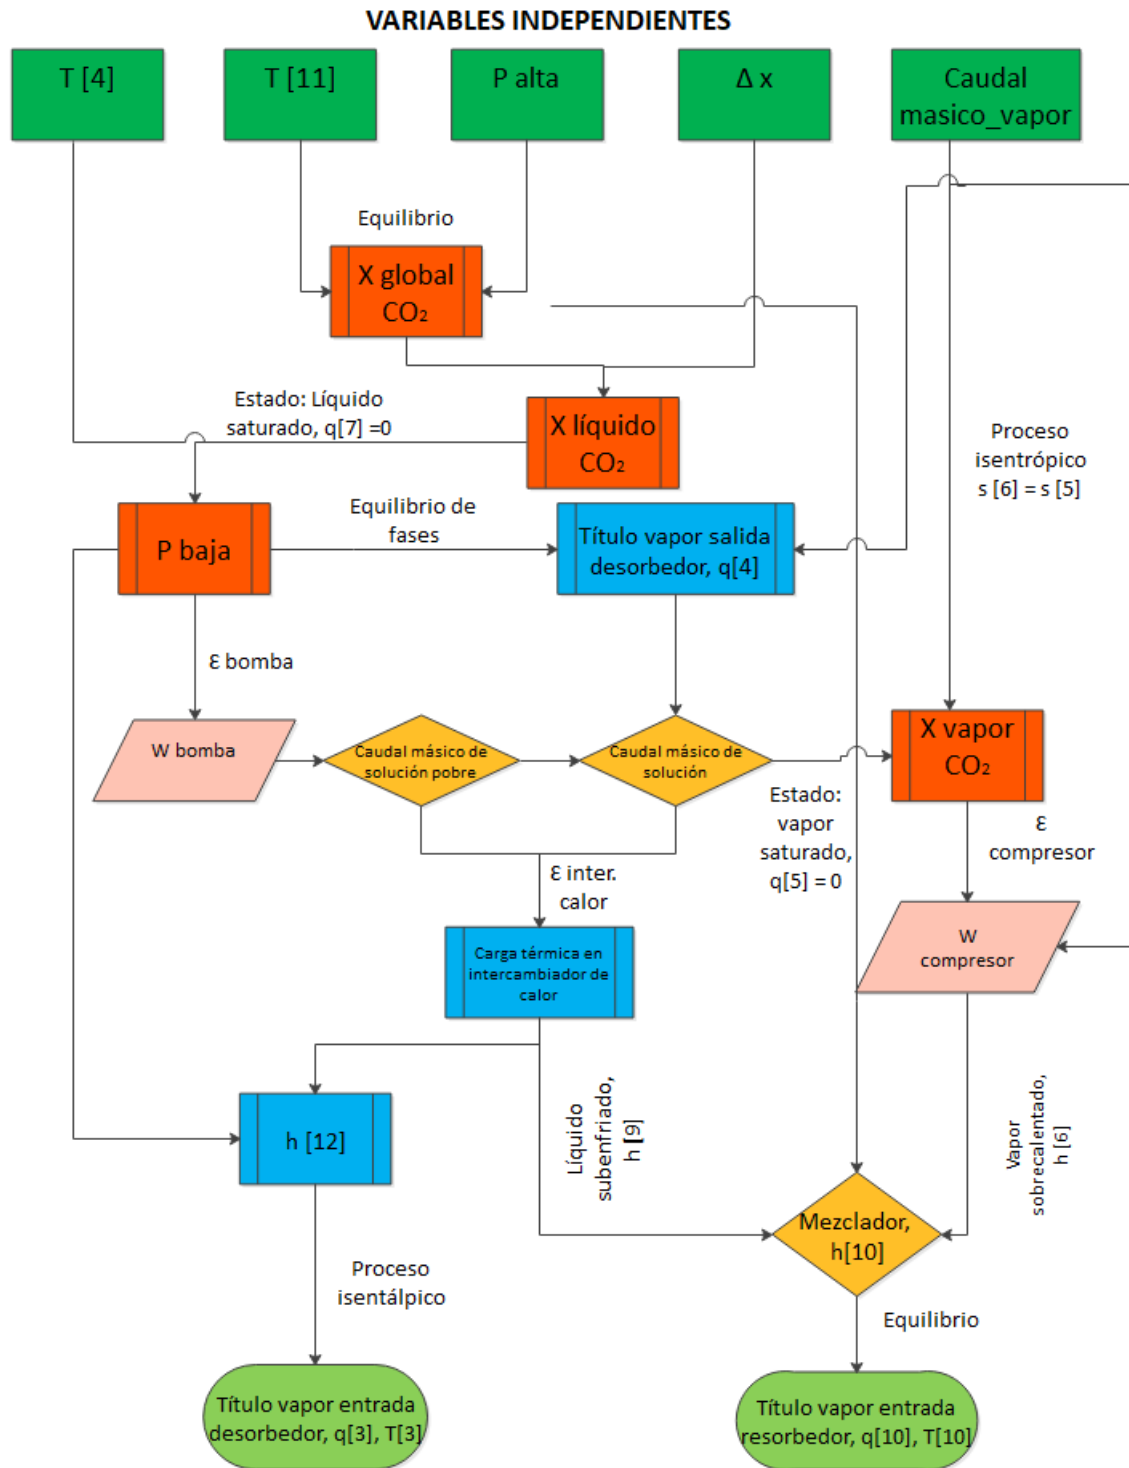 VARIABLES INDEPENDIENTES
T [4]
T [11]
P alta
Δ x
Caudal
masico_vapor
Equilibrio
X global
CO₂
Estado: Líquido
saturado, q[7] =0
X líquido
CO₂
Proceso
isentrópico
s [6] = s [5]
P baja
Equilibrio de
fases
Título vapor salida
desorbedor, q[4]
Ɛ bomba
W bomba
Caudal másico de
solución pobre
Caudal másico de
solución
X vapor
CO₂
Estado:
vapor
saturado,
q[5] = 0
Ɛ
compresor
Ɛ inter.
calor
Carga térmica en
intercambiador de
calor
W
compresor
h [12]
Líquido
subenfriado,
h [9]
Vapor
sobrecalentado,
h [6]
Mezclador,
h[10]
Proceso
isentálpico
Equilibrio
Título vapor entrada
desorbedor, q[3], T[3]
Título vapor entrada
resorbedor, q[10], T[10]